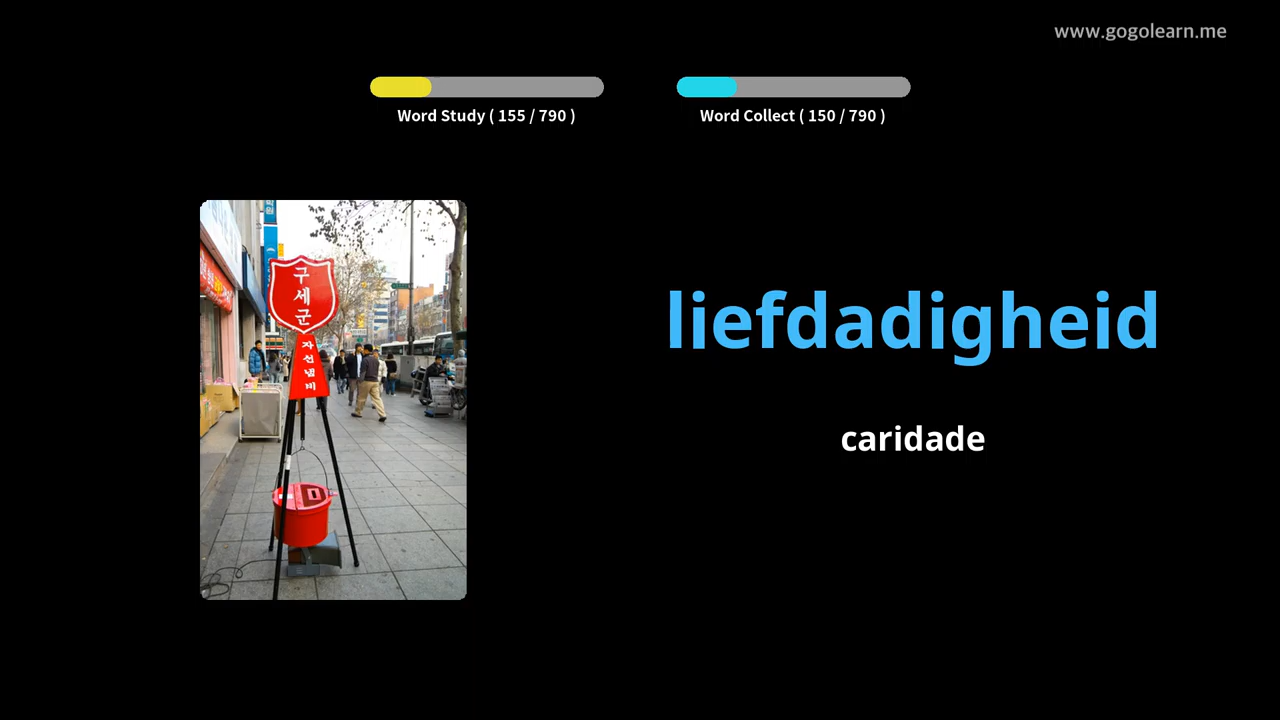 www.gogolearn.me
Word Study ( 155 / 790 )
Word Collect ( 150 / 790 )
구
세
군
자
선
냄
비
liefdadigheid
caridade